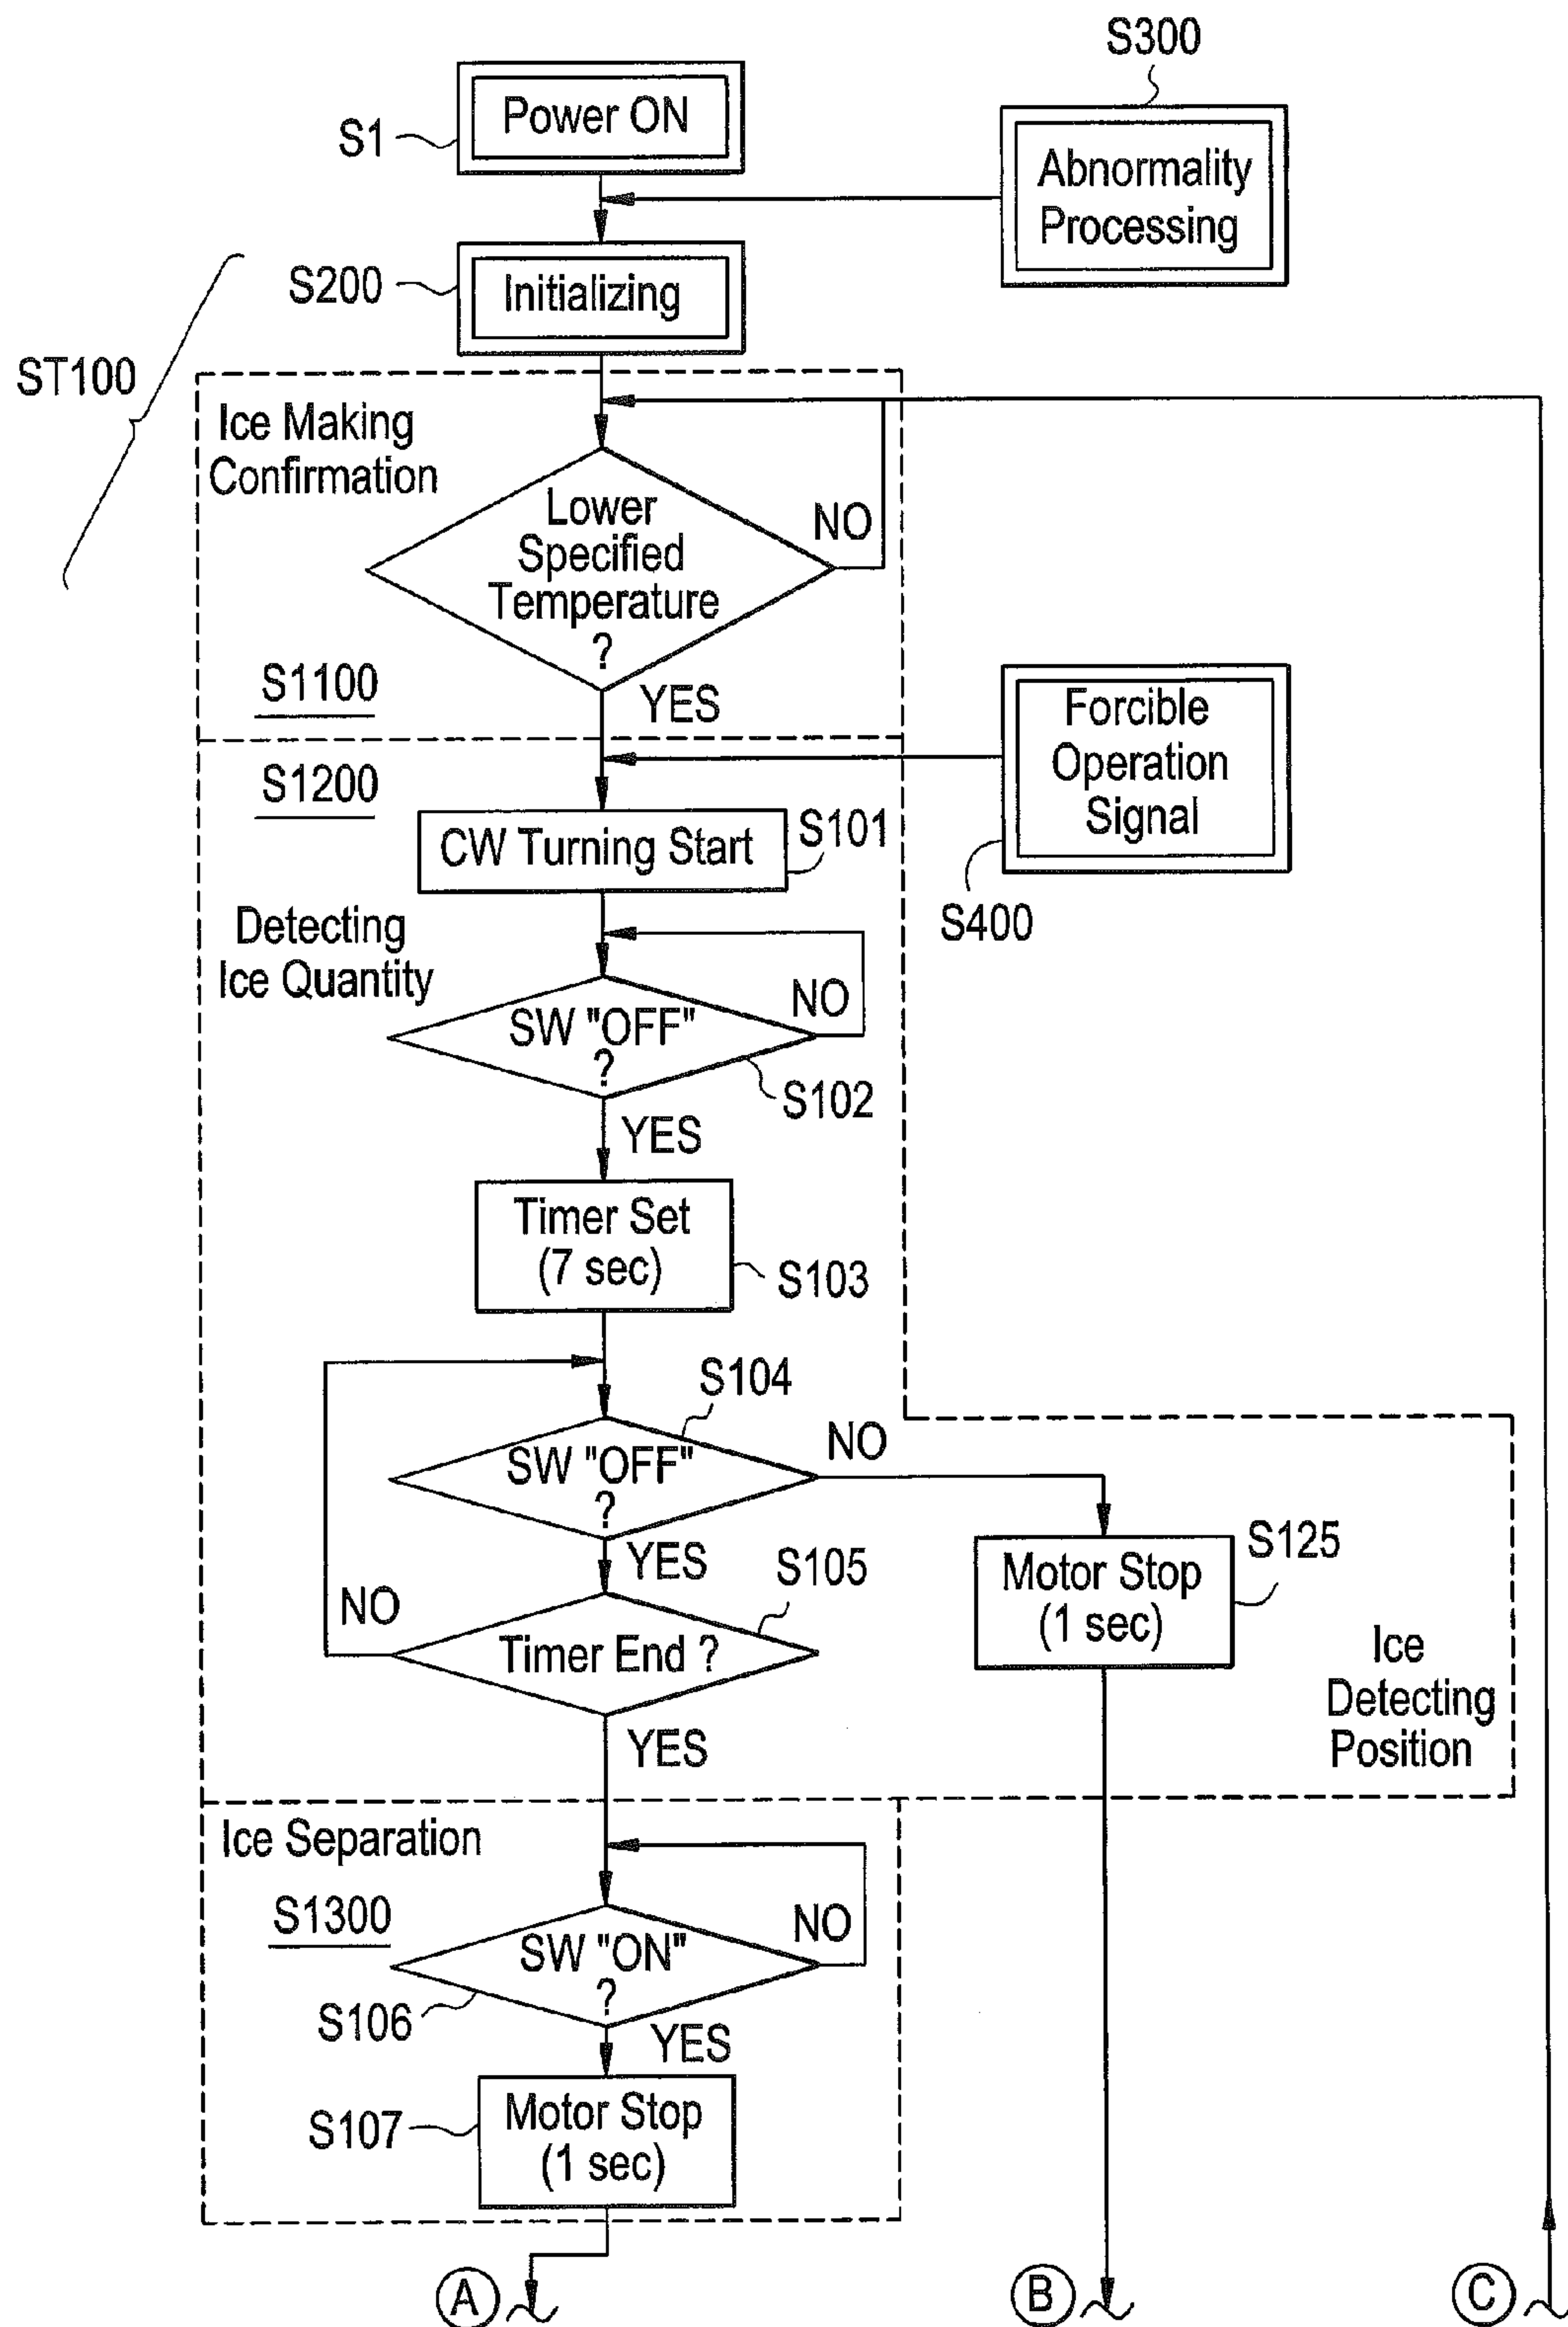 S300
Power ON
S1
Abnormality
Processing
S200
Initializing
ST100
Ice Making
Confirmation
Lower
Specified
Temperature
?
NO
S1100
YES
Forcible
Operation
Signal
S1200
CW Turning Start
S101
S400
Detecting
Ice Quantity
NO
SW "OFF"
?
S102
YES
Timer Set
(7 sec)
S103
S104
NO
SW "OFF"
?
YES
S105
S125
Motor Stop
(1 sec)
NO
Timer End ?
Ice
Detecting
Position
YES
Ice Separation
S1300
NO
SW "ON"
?
S106
YES
Motor Stop
(1 sec)
S107
A
B
C